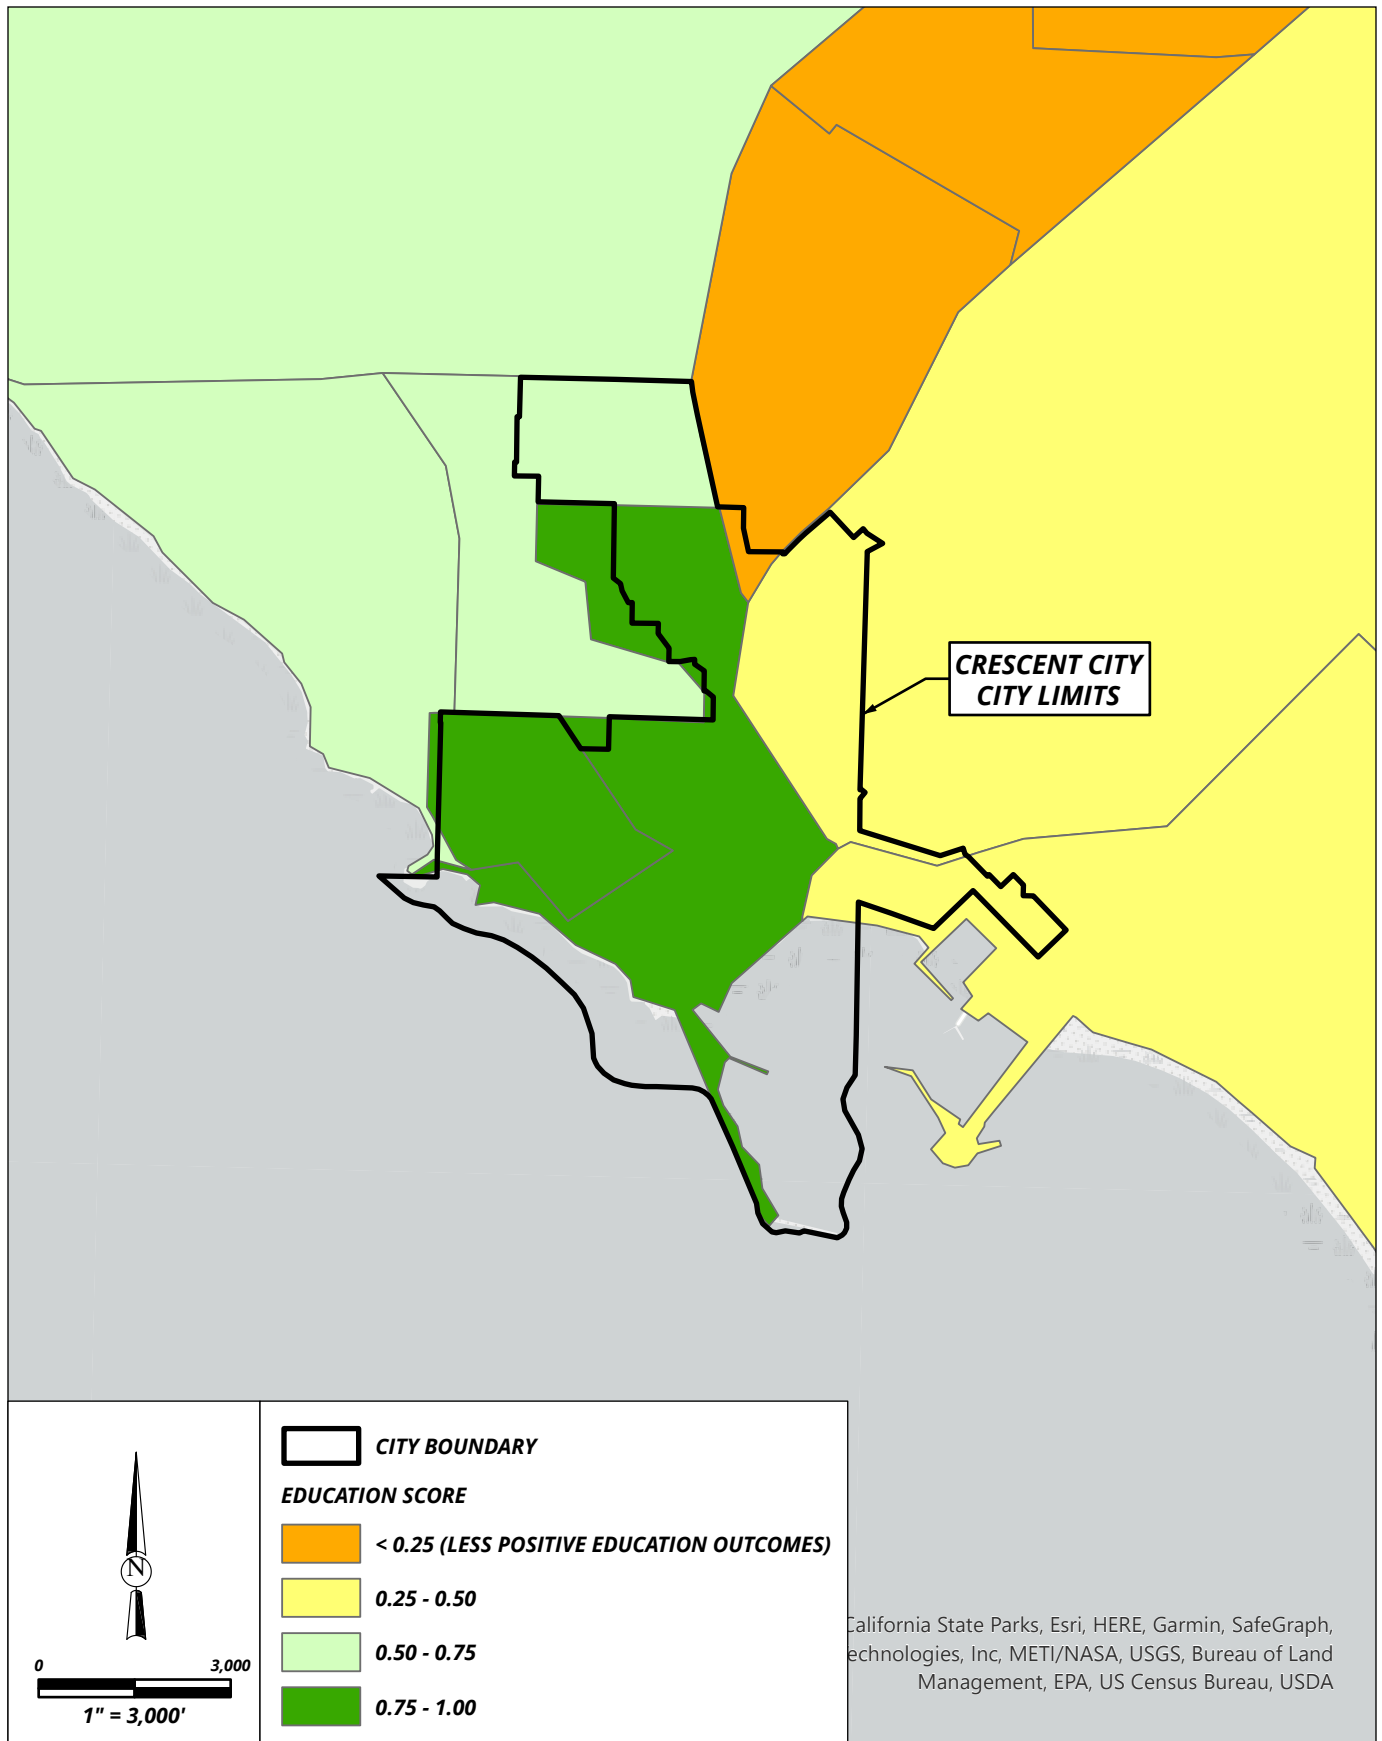 CRESCENT CITY
CITY LIMITS
CITY BOUNDARY
EDUCATION SCORE
< 0.25 (LESS POSITIVE EDUCATION OUTCOMES)
0.25 - 0.50
0.50 - 0.75
0.75 - 1.00
N
0 3,000
1" = 3,000'
California State Parks, Esri, HERE, Garmin, SafeGraph,
echnologies, Inc, METI/NASA, USGS, Bureau of Land
Management, EPA, US Census Bureau, USDA